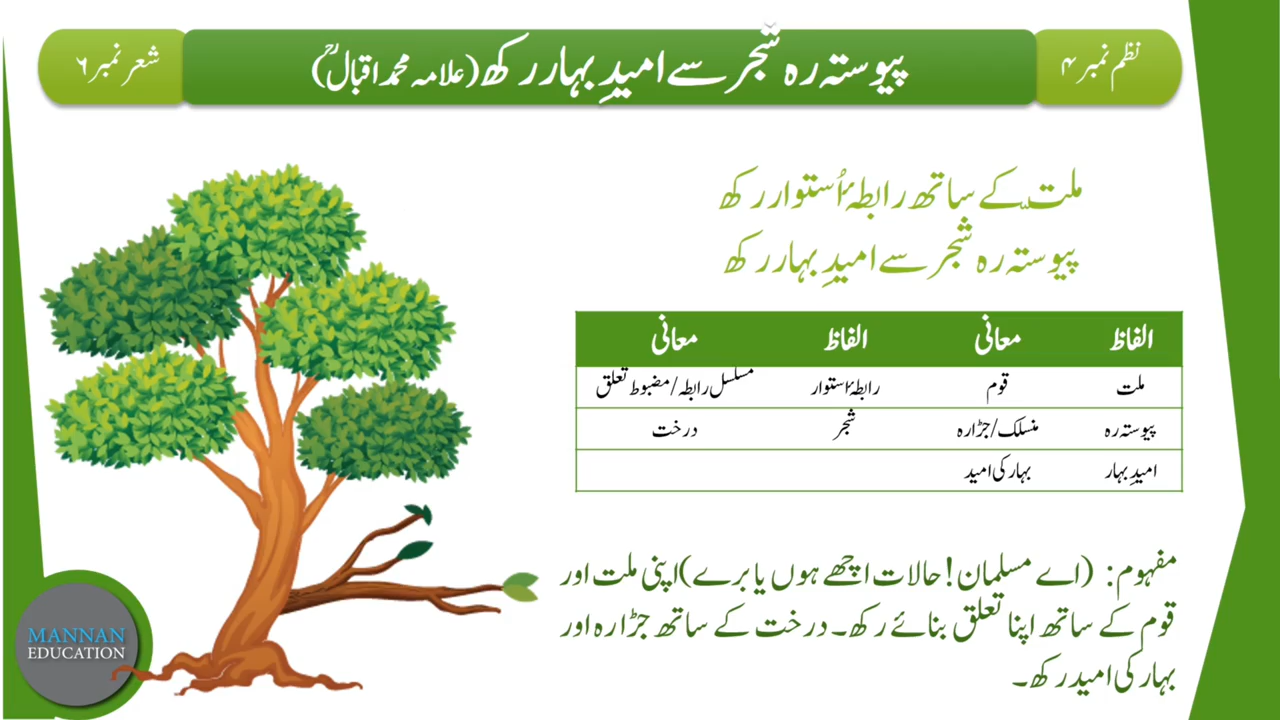 نظم نمبر ۴
پیوستہ رہ شجر سے امیدِ بہار رکھ (علامہ محمد اقبالؒ)
شعر نمبر ۶
ملّت کے ساتھ رابطۂ اُستوار رکھ
پیوستہ رہ شجر سے امیدِ بہار رکھ
الفاظ معانی الفاظ معانی
ملت قوم رابطۂ اُستوار مسلسل رابطہ/مضبوط تعلق
پیوستہ رہ منسلک/جڑا رہ شجر درخت
امیدِ بہار بہار کی امید
مفہوم: (اے مسلمان! حالات اچھے ہوں یا برے) اپنی ملت اور
قوم کے ساتھ اپنا تعلق بنائے رکھ۔ درخت کے ساتھ جڑا رہ اور
بہار کی امید رکھ۔
MANNAN
EDUCATION